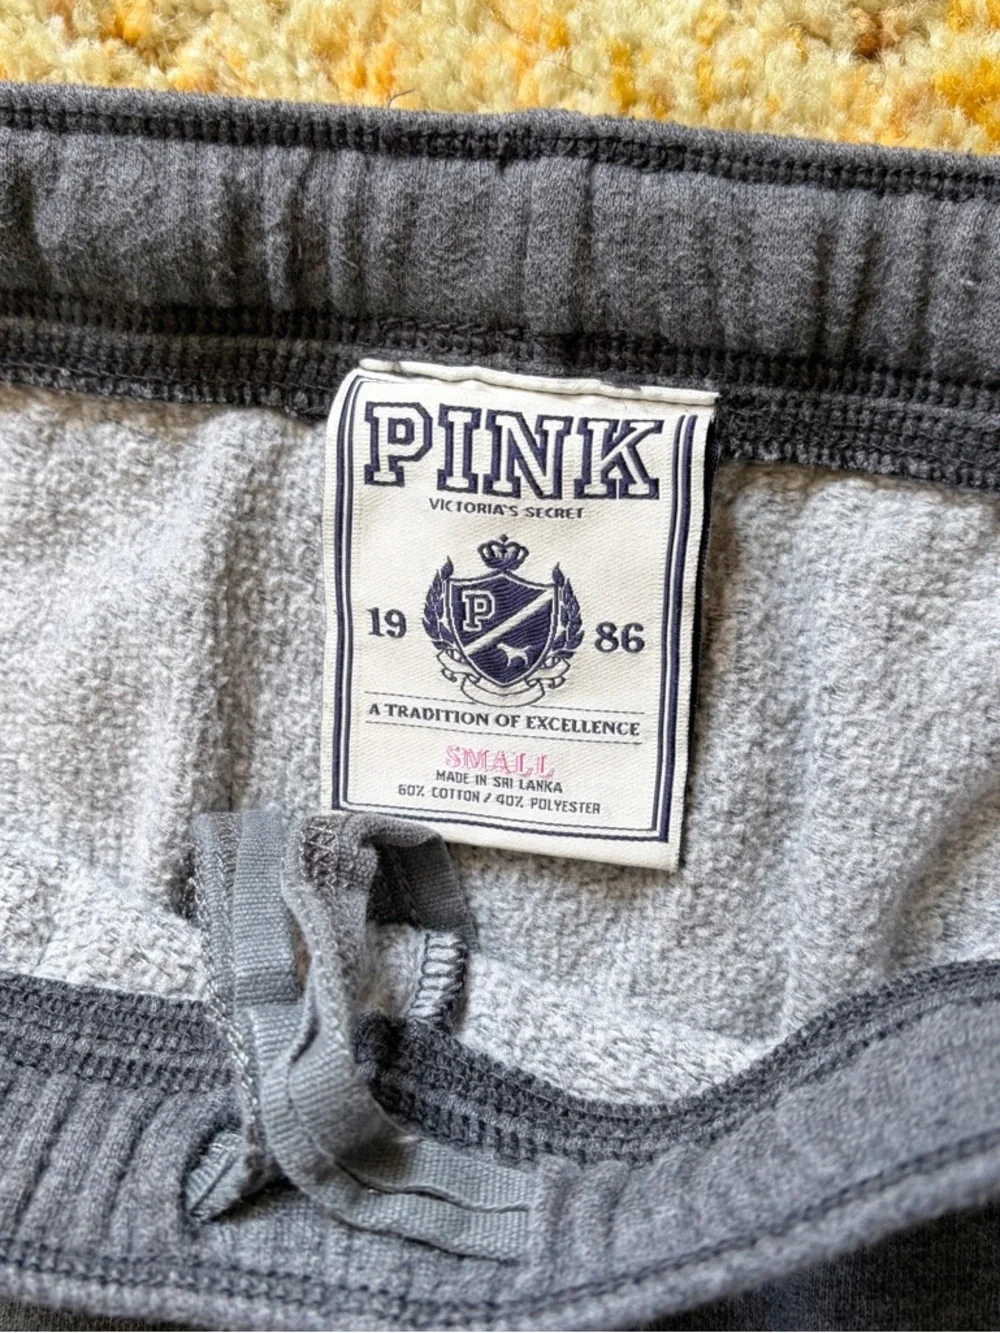 PINK
VICTORIA'S SECRET
P
19 86
A TRADITION OF EXCELLENCE
SMALL
MADE IN SRI LANKA
60% COTTON / 40% POLYESTER